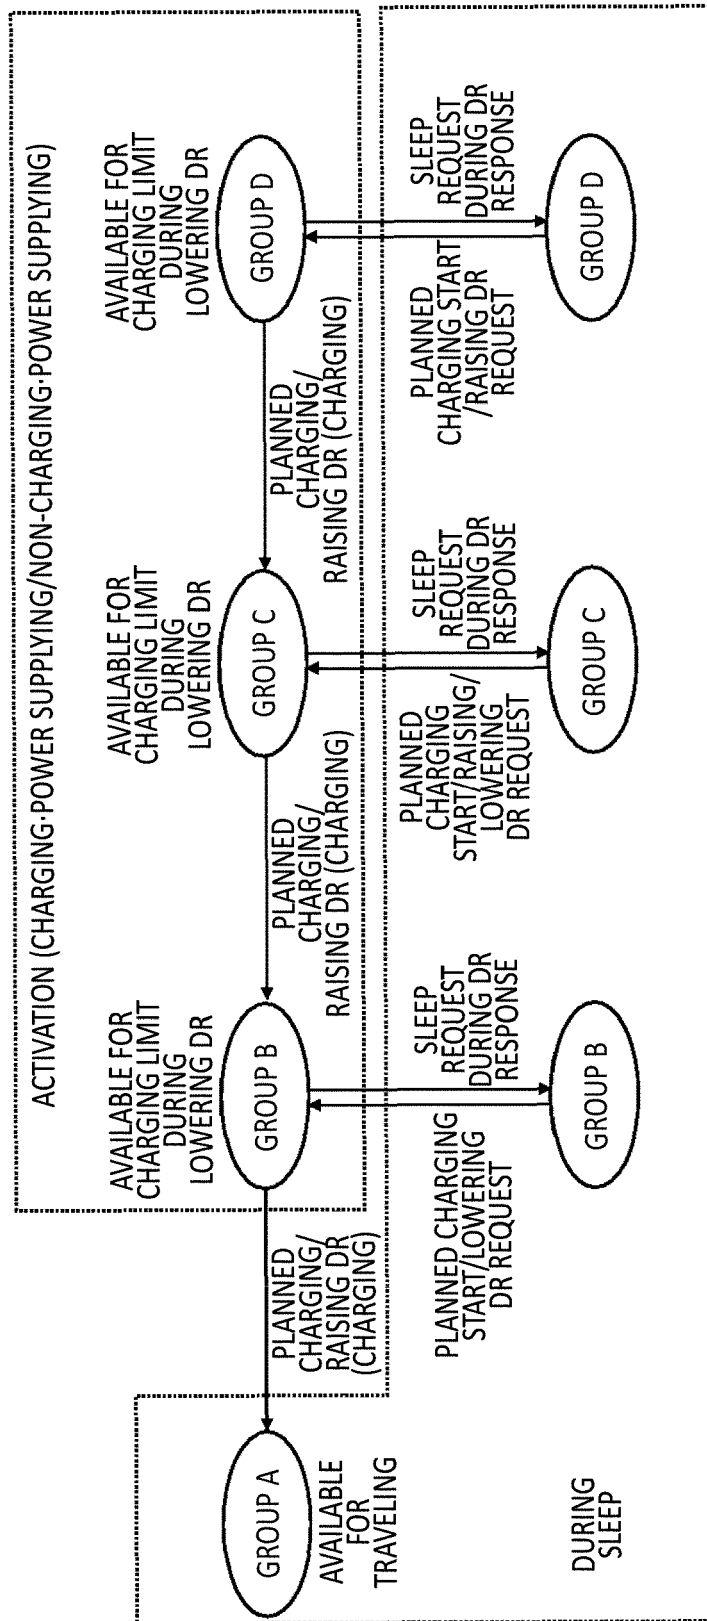 ACTIVATION (CHARGING·POWER SUPPLYING/NON-CHARGING·POWER SUPPLYING)
AVAILABLE FOR
CHARGING LIMIT
DURING
LOWERING DR
AVAILABLE FOR
CHARGING LIMIT
DURING
LOWERING DR
AVAILABLE FOR
CHARGING LIMIT
DURING
LOWERING DR
GROUP A
GROUP B
GROUP C
GROUP D
AVAILABLE
FOR
TRAVELING
PLANNED
CHARGING/
RAISING DR
(CHARGING)
PLANNED
CHARGING/
RAISING DR (CHARGING)
PLANNED
CHARGING/
RAISING DR (CHARGING)
PLANNED CHARGING
START/LOWERING
DR REQUEST
SLEEP
REQUEST
DURING DR
RESPONSE
PLANNED
CHARGING
START/RAISING/
LOWERING
DR REQUEST
SLEEP
REQUEST
DURING DR
RESPONSE
PLANNED
CHARGING START
/RAISING DR
REQUEST
SLEEP
REQUEST
DURING DR
RESPONSE
DURING
SLEEP
GROUP B
GROUP C
GROUP D